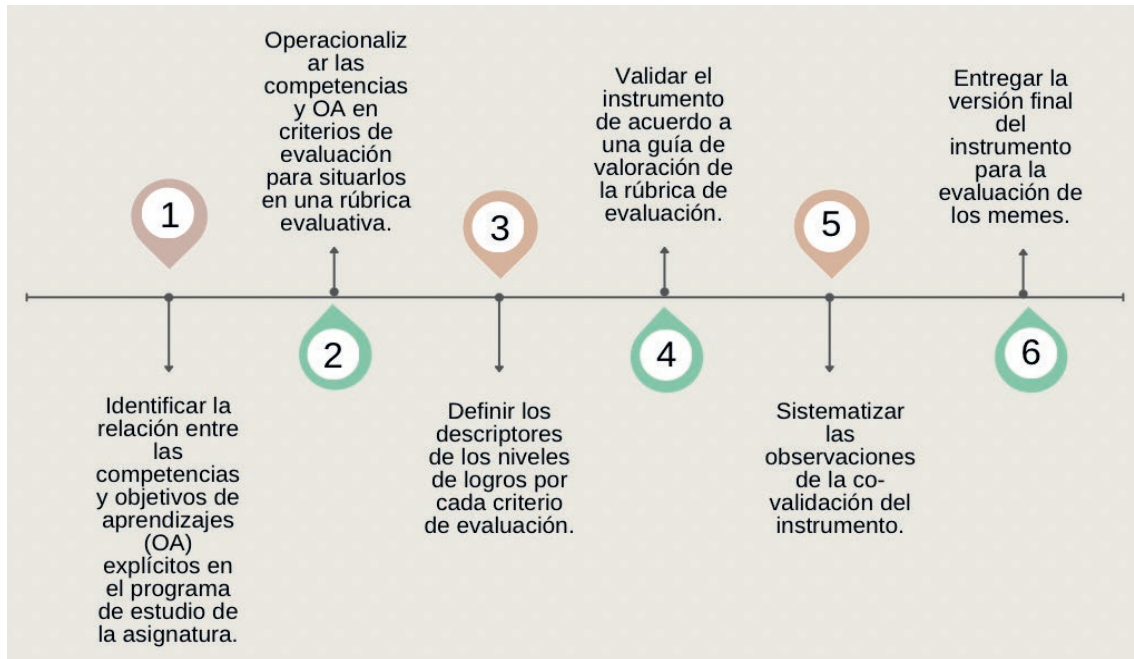 1
Identificar la
relación entre
las
competencias
y objetivos de
aprendizajes
(OA)
explícitos en
el programa
de estudio de
la asignatura.
Operacionaliz
ar las
competencias
y OA en
criterios de
evaluación
para situarlos
en una rúbrica
evaluativa.
2
3
Definir los
descriptores
de los niveles
de logros por
cada criterio
de evaluación.
Validar el
instrumento
de acuerdo a
una guía de
valoración de
la rúbrica de
evaluación.
4
5
Sistematizar
las
observaciones
de la co-
validación del
instrumento.
Entregar la
versión final
del
instrumento
para la
evaluación de
los memes.
6